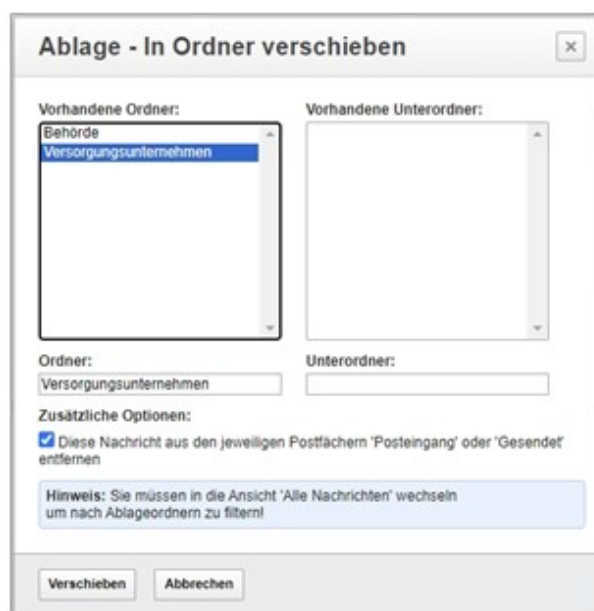 Ablage - In Ordner verschieben
Vorhandene Ordner:
Behörde
Versorgungsunternehmen
Vorhandene Unterordner:
Ordner:
Versorgungsunternehmen
Unterordner:
Zusätzliche Optionen:
Diese Nachricht aus den jeweiligen Postfächern 'Posteingang' oder 'Gesendet'
entfernen
Hinweis: Sie müssen in die Ansicht 'Alle Nachrichten' wechseln
um nach Ablageordnern zu filtern!
Verschieben
Abbrechen